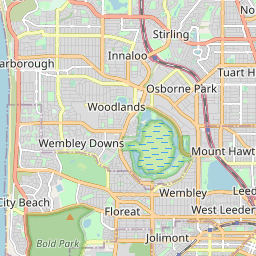 Stirling
Innaloo
arborough
Tuart H
Osborne Park
Woodlands
Wembley Downs
Mount Hawt
Wembley
Leed
City Beach
Floreat
West Leeder
Bold Park
Jolimont